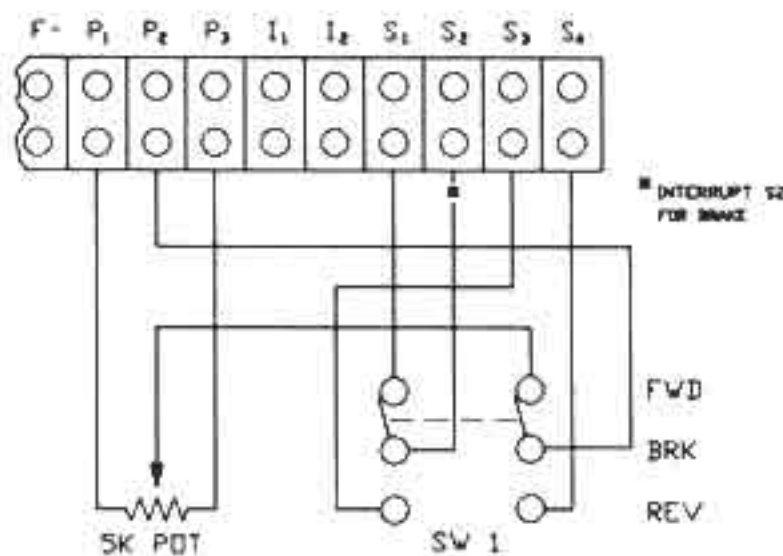 F- P₁ P₂ P₃ I₁ I₂ S₁ S₂ S₃ S₄
■ INTERRUPT S2
FOR BRAKE
FWD
BRK
REV
5K POT
SW 1